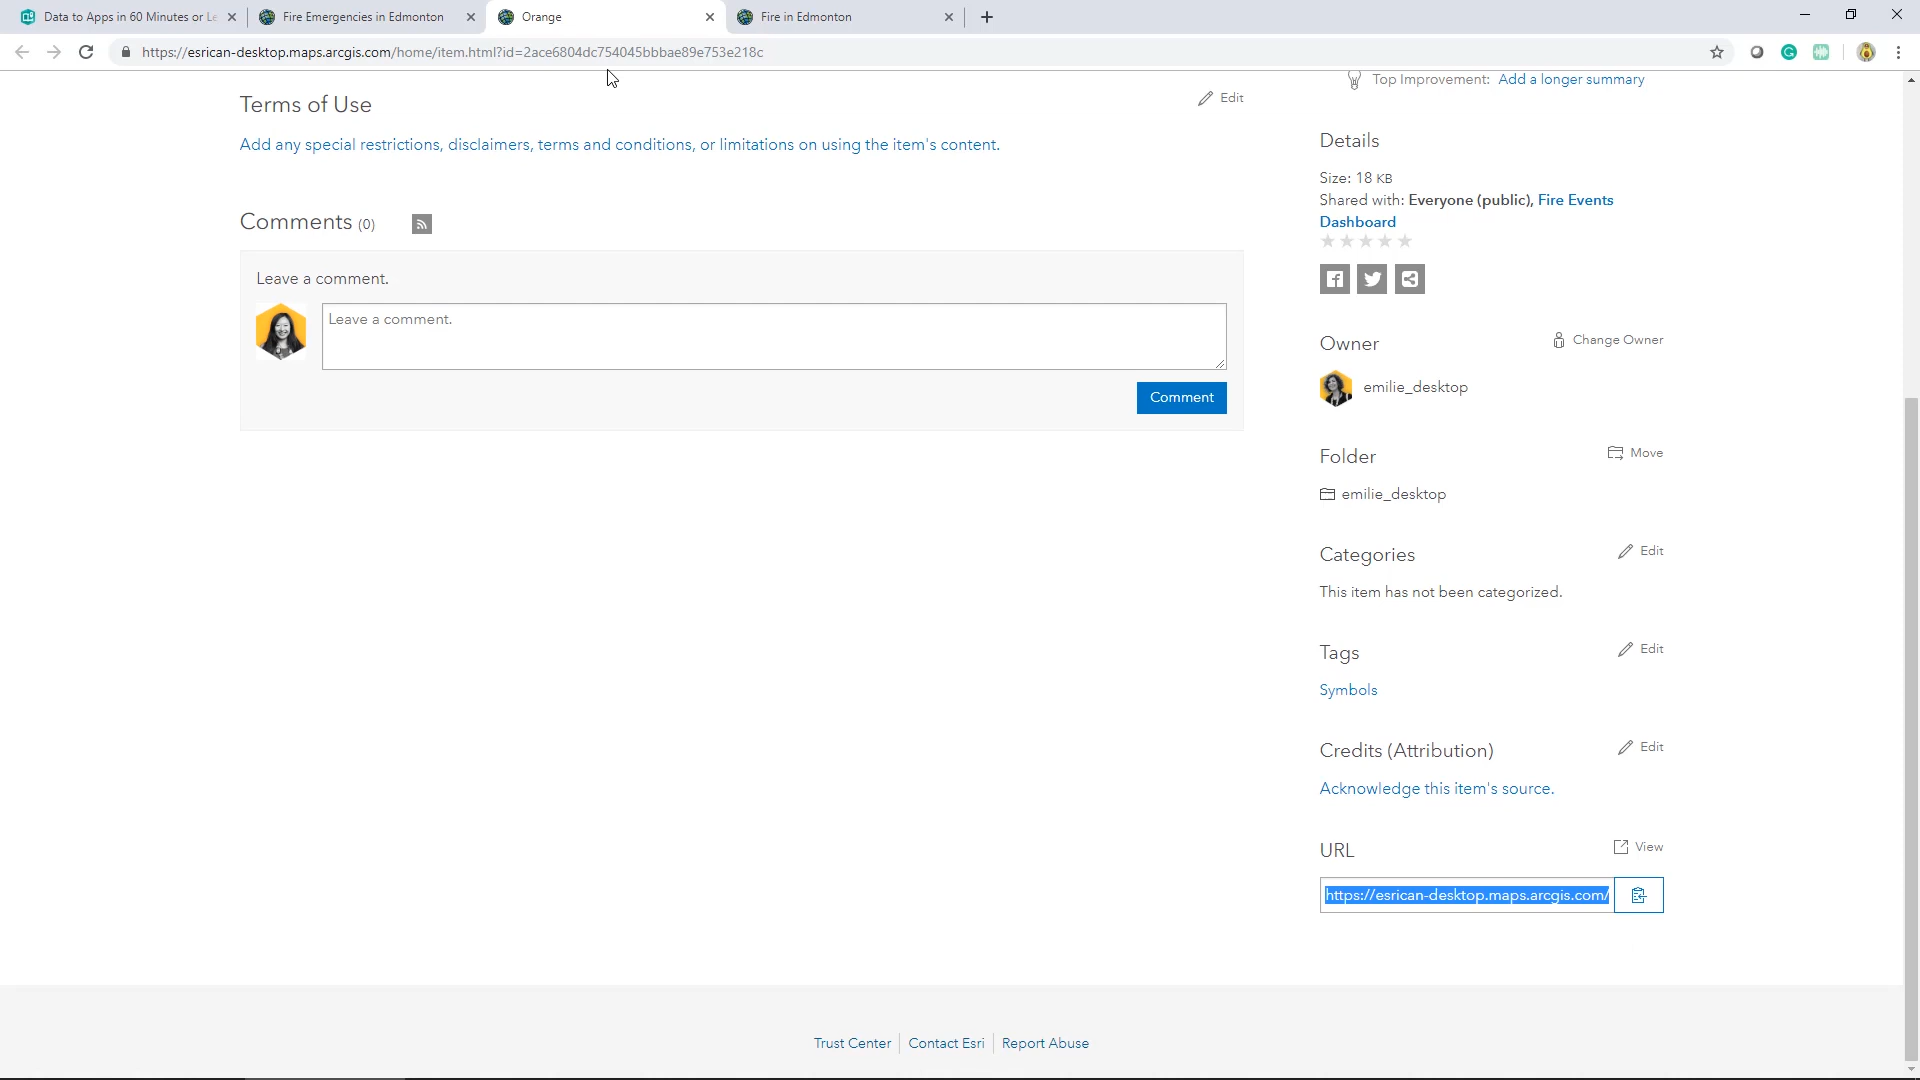 Data to Apps in 60 Minutes or Le
Fire Emergencies in Edmonton
Orange
Fire in Edmonton
https://esrican-desktop.maps.arcgis.com/home/item.html?id=2ace6804dc754045bbbae89e753e218c
Top Improvement: Add a longer summary
Terms of Use
Edit
Add any special restrictions, disclaimers, terms and conditions, or limitations on using the item's content.
Comments (0)
Leave a comment.
Leave a comment.
Comment
Details
Size: 18 KB
Shared with: Everyone (public), Fire Events
Dashboard
Owner
Change Owner
emilie_desktop
Folder
Move
emilie_desktop
Categories
Edit
This item has not been categorized.
Tags
Edit
Symbols
Credits (Attribution)
Edit
Acknowledge this item's source.
URL
View
https://esrican-desktop.maps.arcgis.com/
Trust Center
Contact Esri
Report Abuse